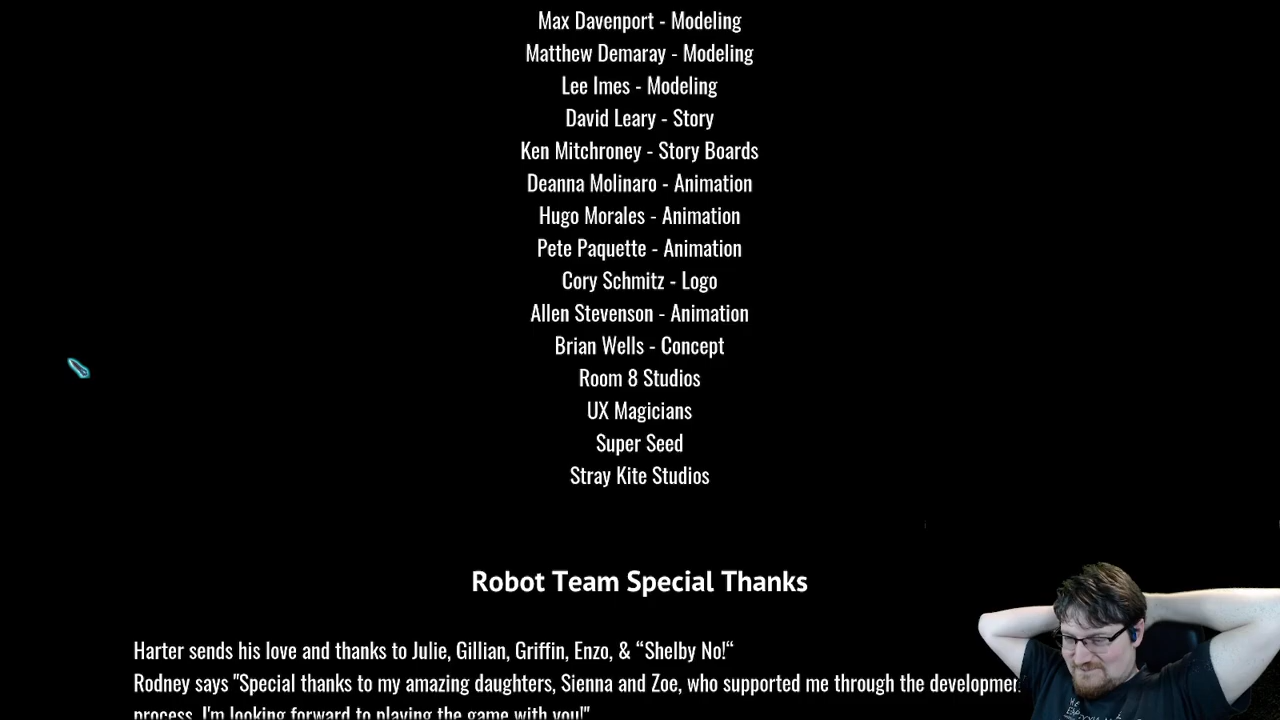 Max Davenport - Modeling
Matthew Demaray - Modeling
Lee Imes - Modeling
David Leary - Story
Ken Mitchroney - Story Boards
Deanna Molinaro - Animation
Hugo Morales - Animation
Pete Paquette - Animation
Cory Schmitz - Logo
Allen Stevenson - Animation
Brian Wells - Concept
Room 8 Studios
UX Magicians
Super Seed
Stray Kite Studios
Robot Team Special Thanks
Harter sends his love and thanks to Julie, Gillian, Griffin, Enzo, & “Shelby No!“
Rodney says "Special thanks to my amazing daughters, Sienna and Zoe, who supported me through the
process. I'm looking forward to playing the game with you!"